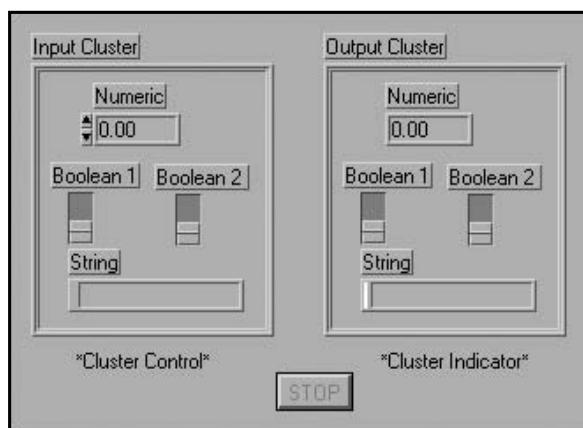 Input Cluster
Numeric
0.00
Boolean 1
Boolean 2
String
*Cluster Control*
Output Cluster
Numeric
0.00
Boolean 1
Boolean 2
String
*Cluster Indicator*
STOP